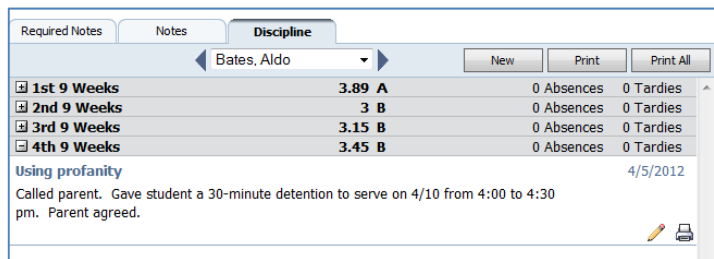 Required Notes Notes Discipline
Bates, Aldo New Print Print All
1st 9 Weeks 3.89 A 0 Absences 0 Tardies
2nd 9 Weeks 3 B 0 Absences 0 Tardies
3rd 9 Weeks 3.15 B 0 Absences 0 Tardies
4th 9 Weeks 3.45 B 0 Absences 0 Tardies
Using profanity 4/5/2012
Called parent. Gave student a 30-minute detention to serve on 4/10 from 4:00 to 4:30
pm. Parent agreed.